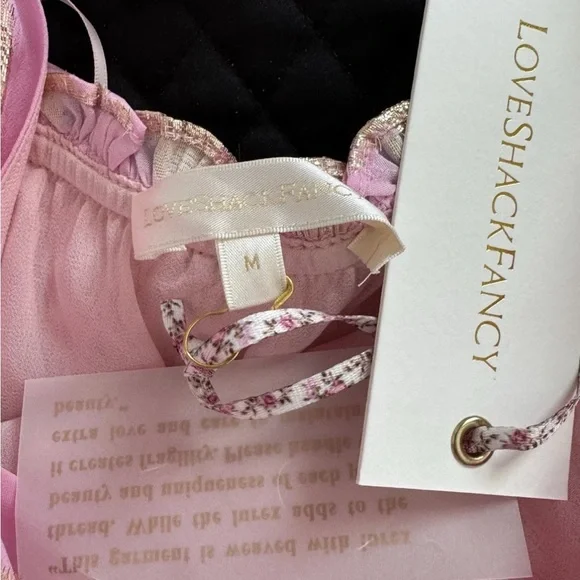 LOVESHACKFANCY
M
LOVESHACKFANCY
"This garment is weaved with lurex
thread. While the lurex adds to the
beauty and uniqueness of each
it creates fragility. Please handle
extra love and care
beauty."